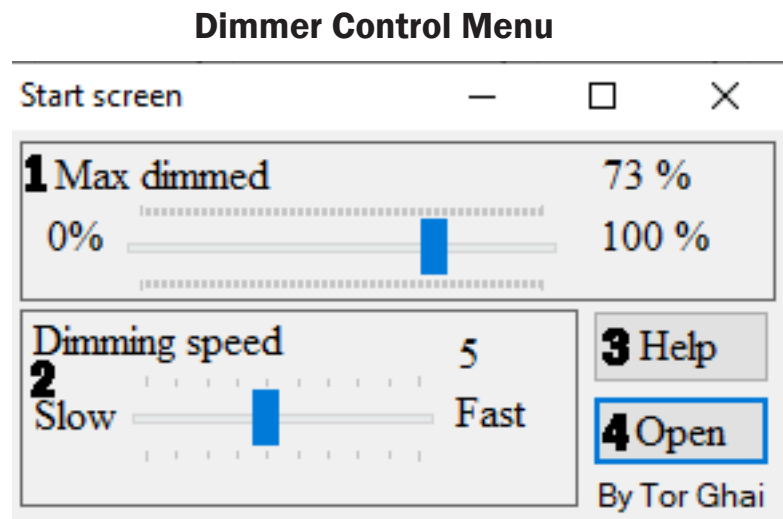 Dimmer Control Menu
Start screen
1 Max dimmed 73 %
0% 100 %
Dimming speed 5
2
Slow Fast
3 Help
4 Open
By Tor Ghai